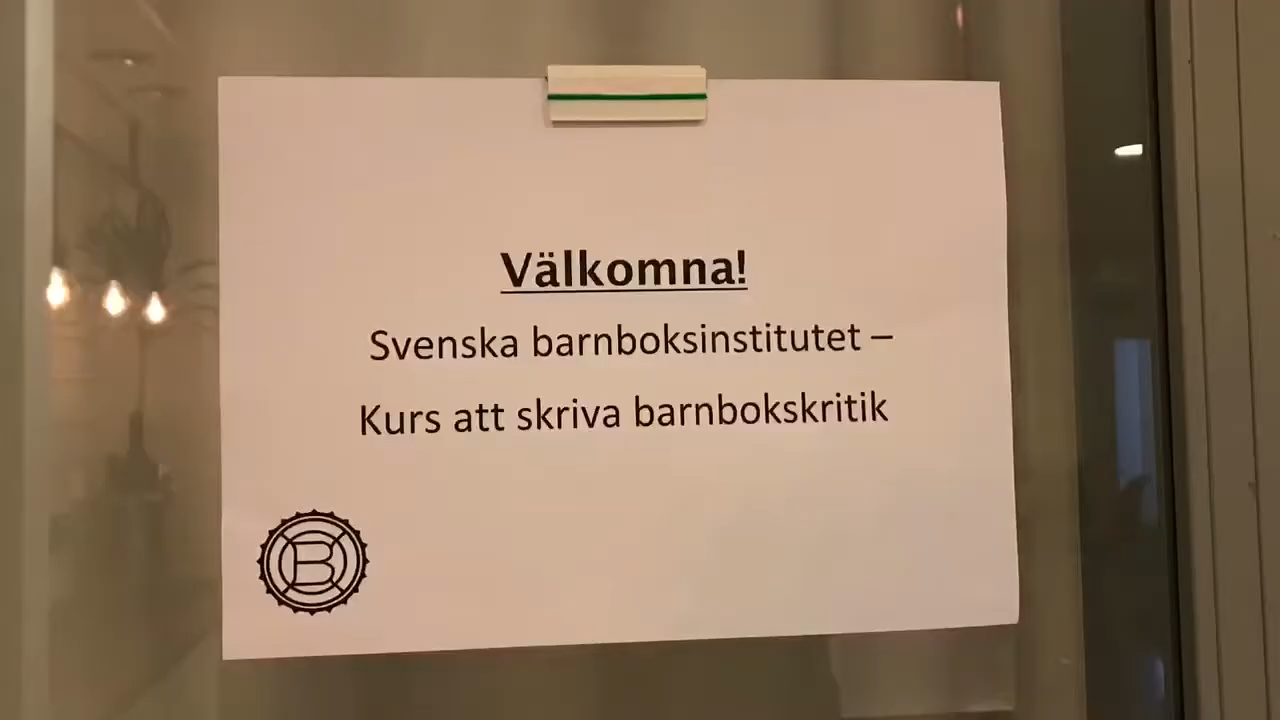 Välkomna!
Svenska barnboksinstitutet –
Kurs att skriva barnbokskritik
B